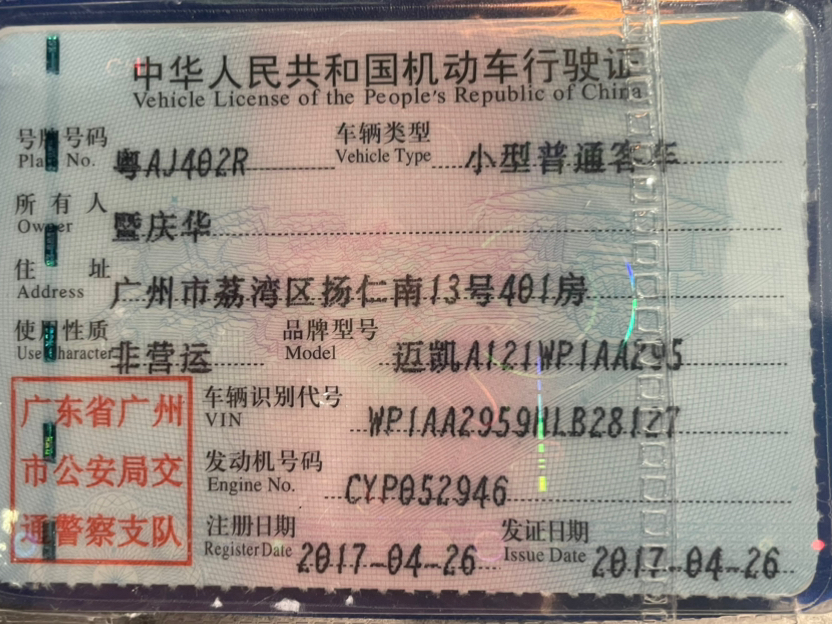 中华人民共和国机动车行驶证
Vehicle License of the People's Republic of China
号牌号码 粤AJ402R 车辆类型 小型普通客车
Plate No. Vehicle Type
所有人 暨庆华
Owner
住址 广州市荔湾区扬仁南13号401房
Address
使用性质 非营运 品牌型号 迈凯A121WP1AA295
Use Character Model
广东省广州
市公安局交
通警察支队
车辆识别代号 WP1AA2959HLB28127
VIN
发动机号码 CYP052946
Engine No.
注册日期 2017-04-26 发证日期 2017-04-26
Register Date Issue Date